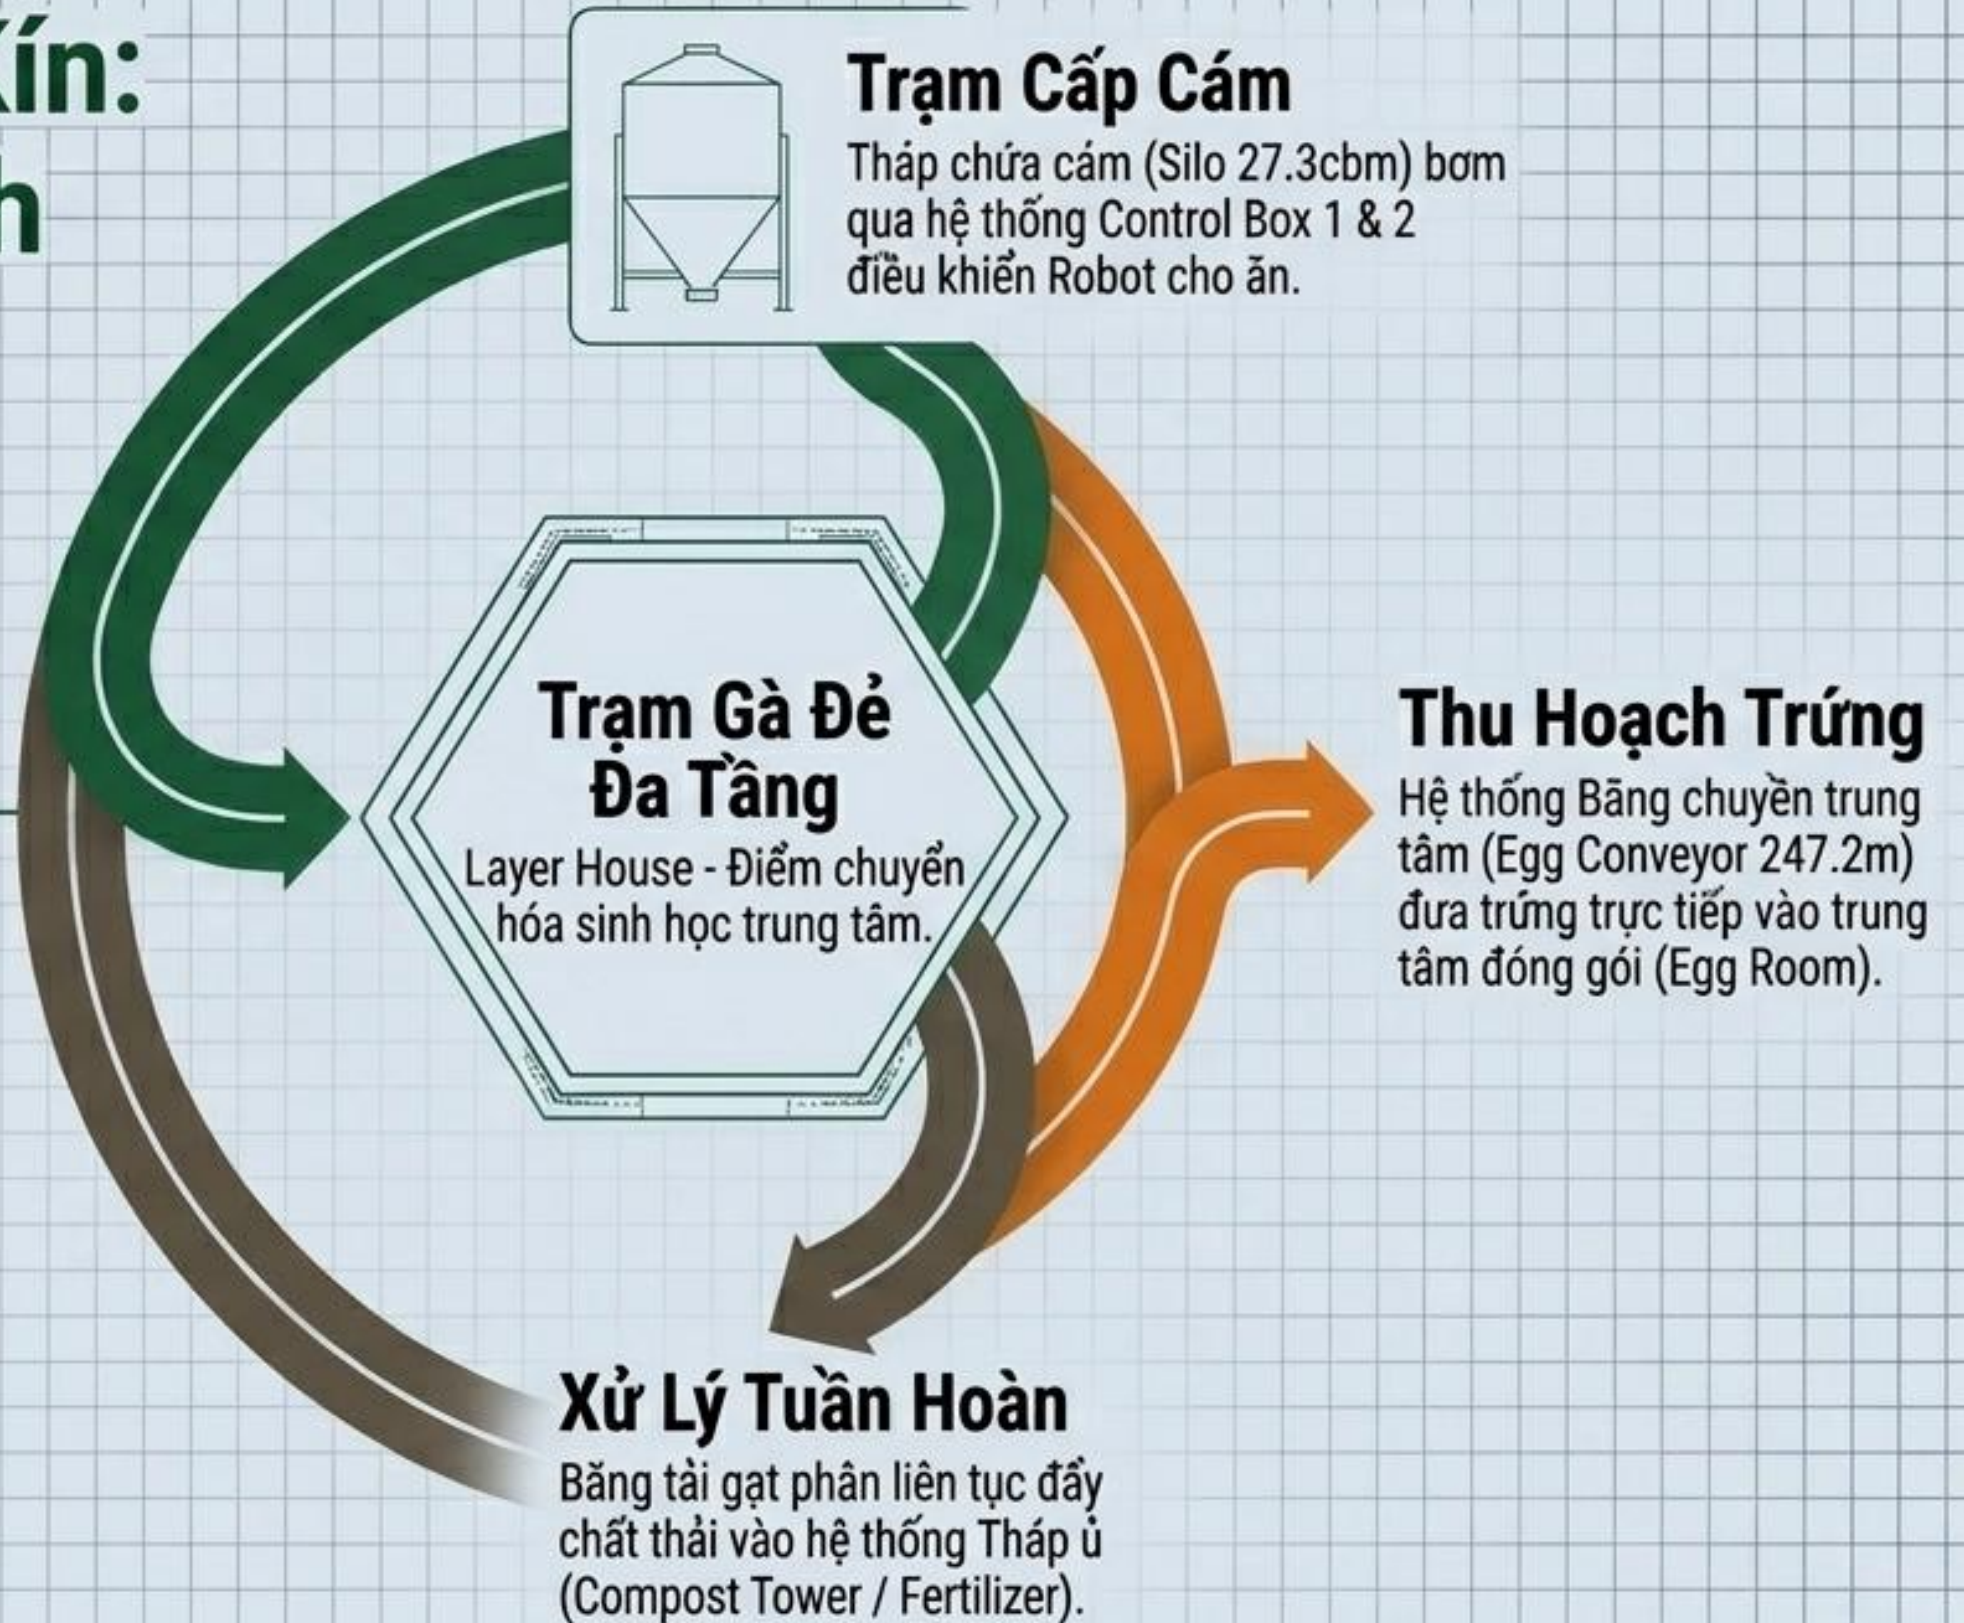 Kín:
h
Trạm Cấp Cám
Tháp chứa cám (Silo 27.3cbm) bơm
qua hệ thống Control Box 1 & 2
điều khiển Robot cho ăn.
Trạm Gà Đẻ
Đa Tầng
Layer House - Điểm chuyển
hóa sinh học trung tâm.
Thu Hoạch Trứng
Hệ thống Băng chuyền trung
tâm (Egg Conveyor 247.2m)
đưa trứng trực tiếp vào trung
tâm đóng gói (Egg Room).
Xử Lý Tuần Hoàn
Băng tải gạt phân liên tục đẩy
chất thải vào hệ thống Tháp ủ
(Compost Tower / Fertilizer).